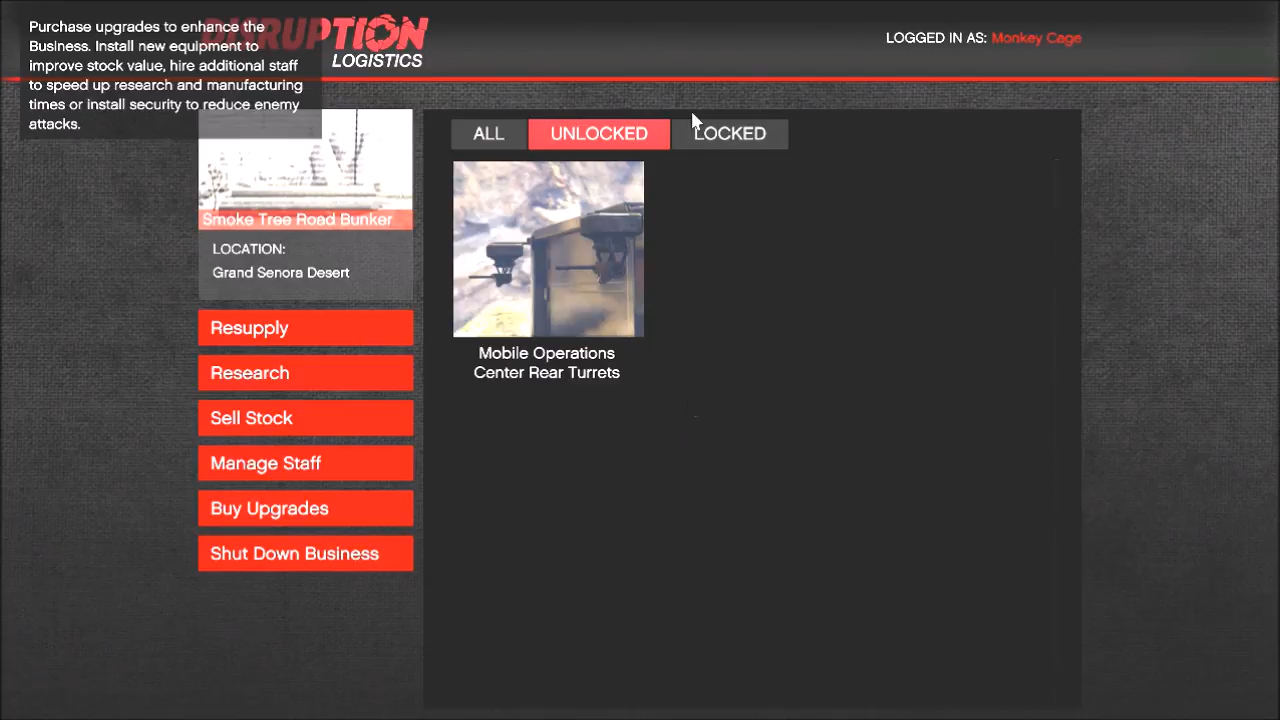 Purchase upgrades to enhance the
Business. Install new equipment to
improve stock value, hire additional staff
to speed up research and manufacturing
times or install security to reduce enemy
attacks.
DISRUPTION
LOGISTICS
LOGGED IN AS: Monkey Cage
Smoke Tree Road Bunker
LOCATION:
Grand Senora Desert
Resupply
Research
Sell Stock
Manage Staff
Buy Upgrades
Shut Down Business
ALL
UNLOCKED
LOCKED
Mobile Operations
Center Rear Turrets